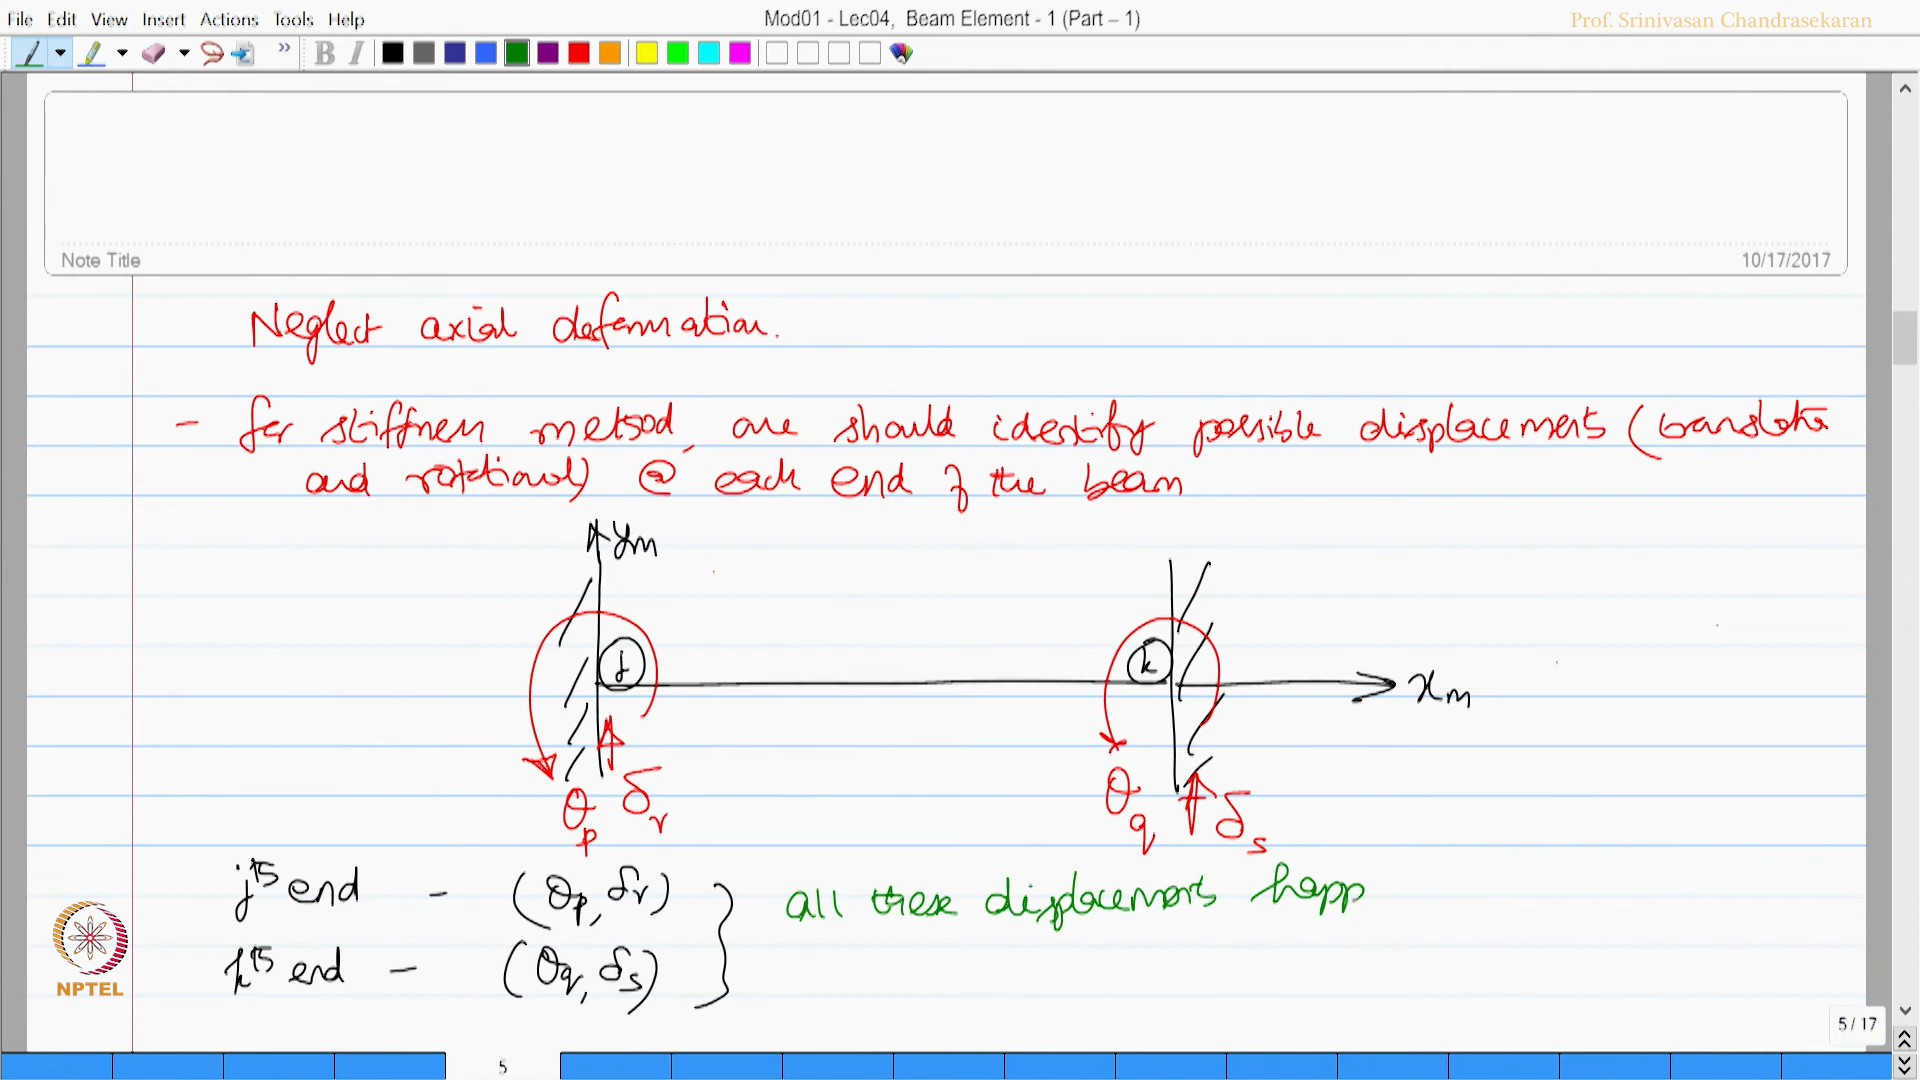 File Edit View Insert Actions Tools Help
Mod01 - Lec04, Beam Element - 1 (Part – 1)
Prof. Srinivasan Chandrasekaran
B I
Note Title
10/17/2017
Neglect axial deformation.
- for stiffness method, one should identify possible displacements (translational
and rotational) @ each end of the beam
ym
j
k
xm
θp δr
θq δs
jth end - (θp, δr)
kth end - (θq, δs)
all these displacements happ
NPTEL
5 / 17
5